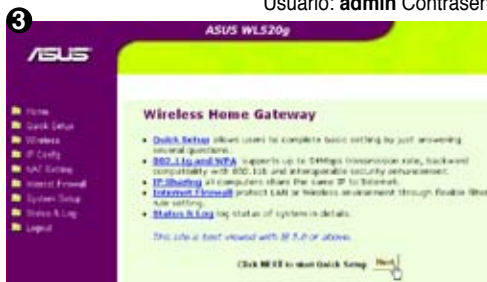 Usuario: admin Contraseñ
3
ASUS WL520g
ASUS
Home
Quick Setup
Wireless
IP Config
NAT Setting
Internet Firewall
System Setup
Status & Log
Logout
Wireless Home Gateway
• Quick Setup allows users to complete basic setting by just answering
several questions.
• 802.11g and WPA supports up to 54Mbps transmission rate, backward
compatibility with 802.11b and interoperable security enhancement.
• IP Sharing all computers share the same IP to Internet.
• Internet Firewall protect LAN or Wireless environment through flexible filter
rule setting.
• Status & Log log status of system in details.
This site is best viewed with IE 5.0 or above.
Click NEXT to start Quick Setup Next